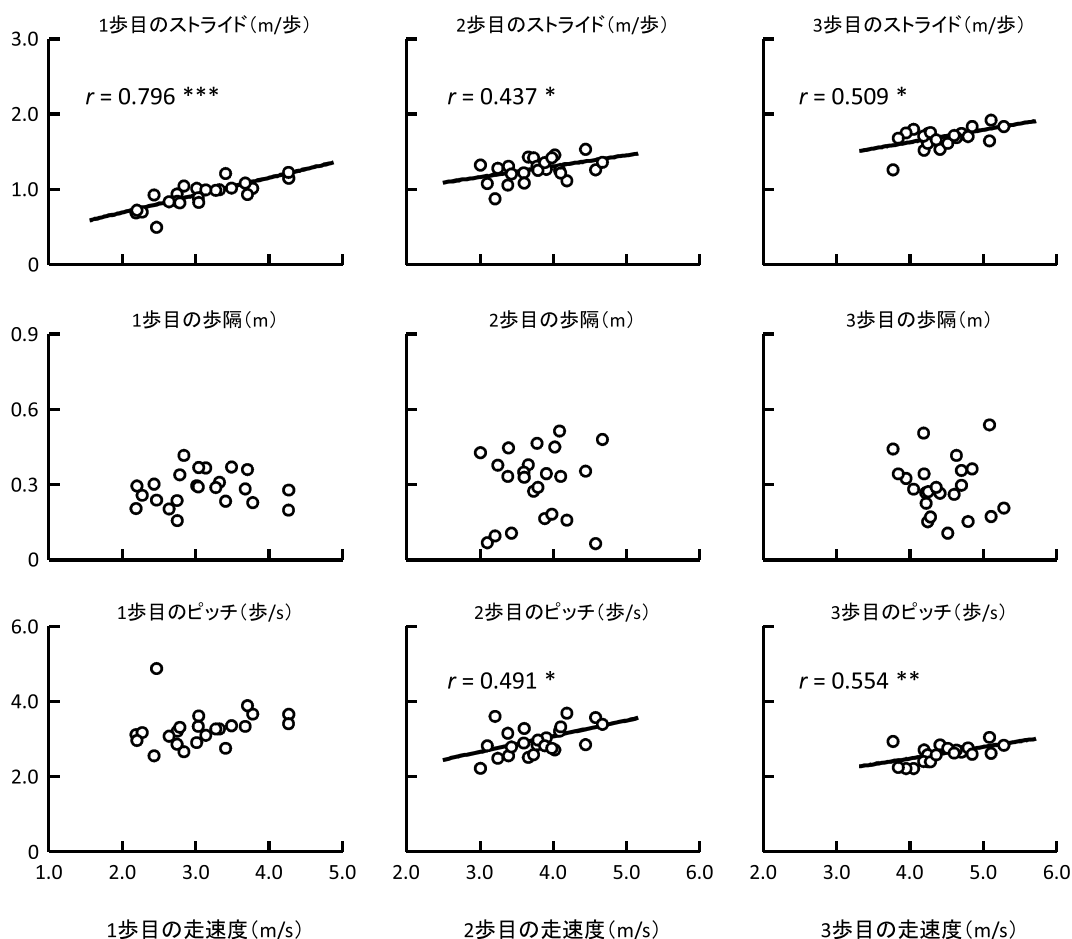 1歩目のストライド(m/歩)
2歩目のストライド(m/歩)
3歩目のストライド(m/歩)
3.0
2.0
1.0
0
r = 0.796 ***
r = 0.437 *
r = 0.509 *
1歩目の歩隔(m)
2歩目の歩隔(m)
3歩目の歩隔(m)
0.9
0.6
0.3
0
1歩目のピッチ(歩/s)
2歩目のピッチ(歩/s)
3歩目のピッチ(歩/s)
6.0
4.0
2.0
0
r = 0.491 *
r = 0.554 **
1.0 2.0 3.0 4.0 5.0
2.0 3.0 4.0 5.0 6.0
2.0 3.0 4.0 5.0 6.0
1歩目の走速度(m/s)
2歩目の走速度(m/s)
3歩目の走速度(m/s)